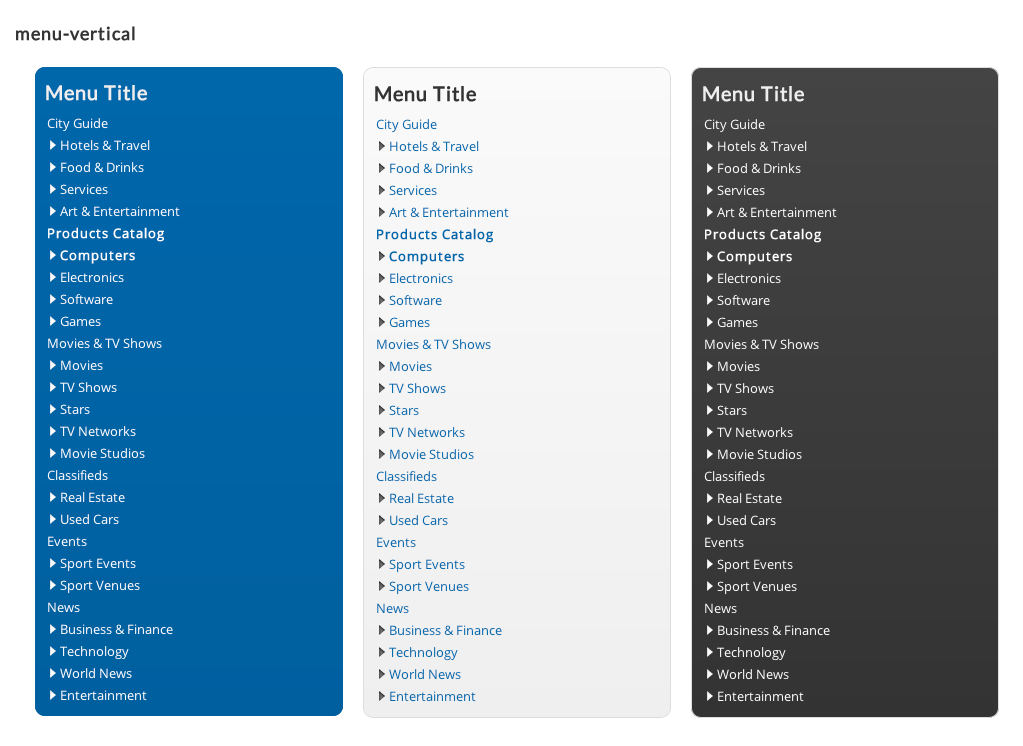 menu-vertical
Menu Title
City Guide
Hotels & Travel
Food & Drinks
Services
Art & Entertainment
Products Catalog
Computers
Electronics
Software
Games
Movies & TV Shows
Movies
TV Shows
Stars
TV Networks
Movie Studios
Classifieds
Real Estate
Used Cars
Events
Sport Events
Sport Venues
News
Business & Finance
Technology
World News
Entertainment
Menu Title
City Guide
Hotels & Travel
Food & Drinks
Services
Art & Entertainment
Products Catalog
Computers
Electronics
Software
Games
Movies & TV Shows
Movies
TV Shows
Stars
TV Networks
Movie Studios
Classifieds
Real Estate
Used Cars
Events
Sport Events
Sport Venues
News
Business & Finance
Technology
World News
Entertainment
Menu Title
City Guide
Hotels & Travel
Food & Drinks
Services
Art & Entertainment
Products Catalog
Computers
Electronics
Software
Games
Movies & TV Shows
Movies
TV Shows
Stars
TV Networks
Movie Studios
Classifieds
Real Estate
Used Cars
Events
Sport Events
Sport Venues
News
Business & Finance
Technology
World News
Entertainment